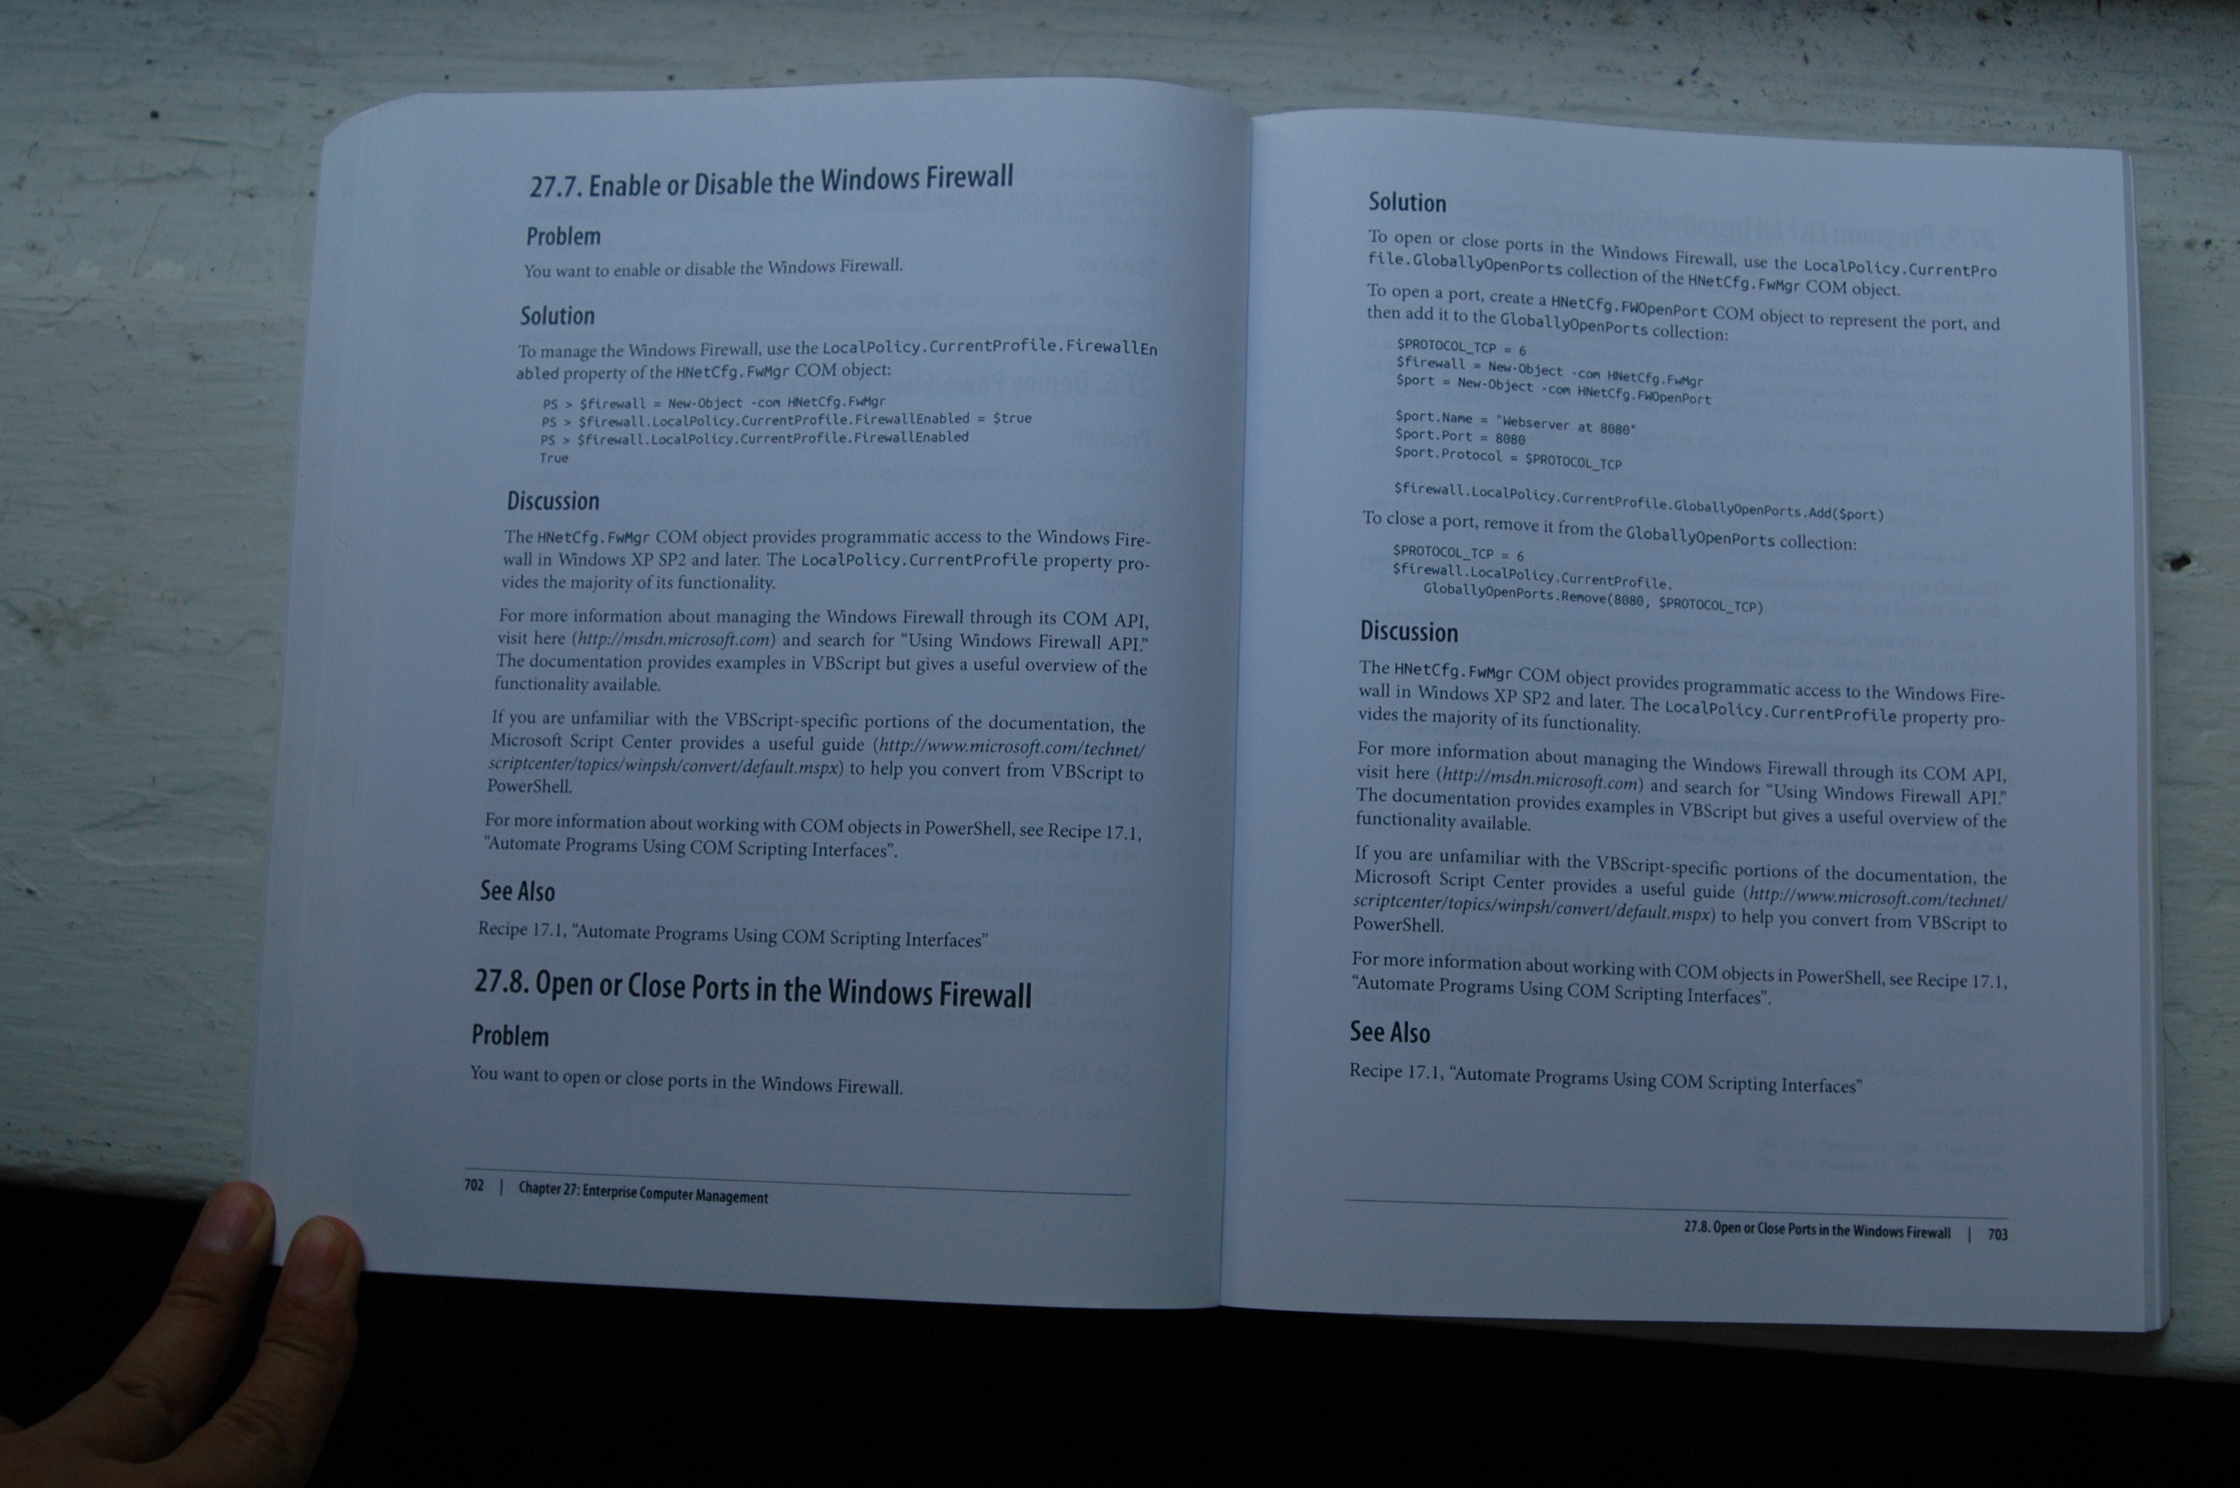 27.7. Enable or Disable the Windows Firewall
Problem
You want to enable or disable the Windows Firewall.
Solution
To manage the Windows Firewall, use the LocalPolicy.CurrentProfile.FirewallEn
abled property of the HNetCfg.FwMgr COM object:
PS > $firewall = New-Object -com HNetCfg.FwMgr
PS > $firewall.LocalPolicy.CurrentProfile.FirewallEnabled = $true
PS > $firewall.LocalPolicy.CurrentProfile.FirewallEnabled
True
Discussion
The HNetCfg.FwMgr COM object provides programmatic access to the Windows Fire-
wall in Windows XP SP2 and later. The LocalPolicy.CurrentProfile property pro-
vides the majority of its functionality.
For more information about managing the Windows Firewall through its COM API,
visit here (http://msdn.microsoft.com) and search for “Using Windows Firewall API.”
The documentation provides examples in VBScript but gives a useful overview of the
functionality available.
If you are unfamiliar with the VBScript-specific portions of the documentation, the
Microsoft Script Center provides a useful guide (http://www.microsoft.com/technet/
scriptcenter/topics/winpsh/convert/default.mspx) to help you convert from VBScript to
PowerShell.
For more information about working with COM objects in PowerShell, see Recipe 17.1,
“Automate Programs Using COM Scripting Interfaces”.
See Also
Recipe 17.1, “Automate Programs Using COM Scripting Interfaces”
27.8. Open or Close Ports in the Windows Firewall
Problem
You want to open or close ports in the Windows Firewall.
702 | Chapter 27: Enterprise Computer Management
Solution
To open or close ports in the Windows Firewall, use the LocalPolicy.CurrentPro
file.GloballyOpenPorts collection of the HNetCfg.FwMgr COM object.
To open a port, create a HNetCfg.FWOpenPort COM object to represent the port, and
then add it to the GloballyOpenPorts collection:
$PROTOCOL_TCP = 6
$firewall = New-Object -com HNetCfg.FwMgr
$port = New-Object -com HNetCfg.FWOpenPort
$port.Name = "Webserver at 8080"
$port.Port = 8080
$port.Protocol = $PROTOCOL_TCP
$firewall.LocalPolicy.CurrentProfile.GloballyOpenPorts.Add($port)
To close a port, remove it from the GloballyOpenPorts collection:
$PROTOCOL_TCP = 6
$firewall.LocalPolicy.CurrentProfile.
GloballyOpenPorts.Remove(8080, $PROTOCOL_TCP)
Discussion
The HNetCfg.FwMgr COM object provides programmatic access to the Windows Fire-
wall in Windows XP SP2 and later. The LocalPolicy.CurrentProfile property pro-
vides the majority of its functionality.
For more information about managing the Windows Firewall through its COM API,
visit here (http://msdn.microsoft.com) and search for “Using Windows Firewall API.”
The documentation provides examples in VBScript but gives a useful overview of the
functionality available.
If you are unfamiliar with the VBScript-specific portions of the documentation, the
Microsoft Script Center provides a useful guide (http://www.microsoft.com/technet/
scriptcenter/topics/winpsh/convert/default.mspx) to help you convert from VBScript to
PowerShell.
For more information about working with COM objects in PowerShell, see Recipe 17.1,
“Automate Programs Using COM Scripting Interfaces”.
See Also
Recipe 17.1, “Automate Programs Using COM Scripting Interfaces”
27.8. Open or Close Ports in the Windows Firewall | 703